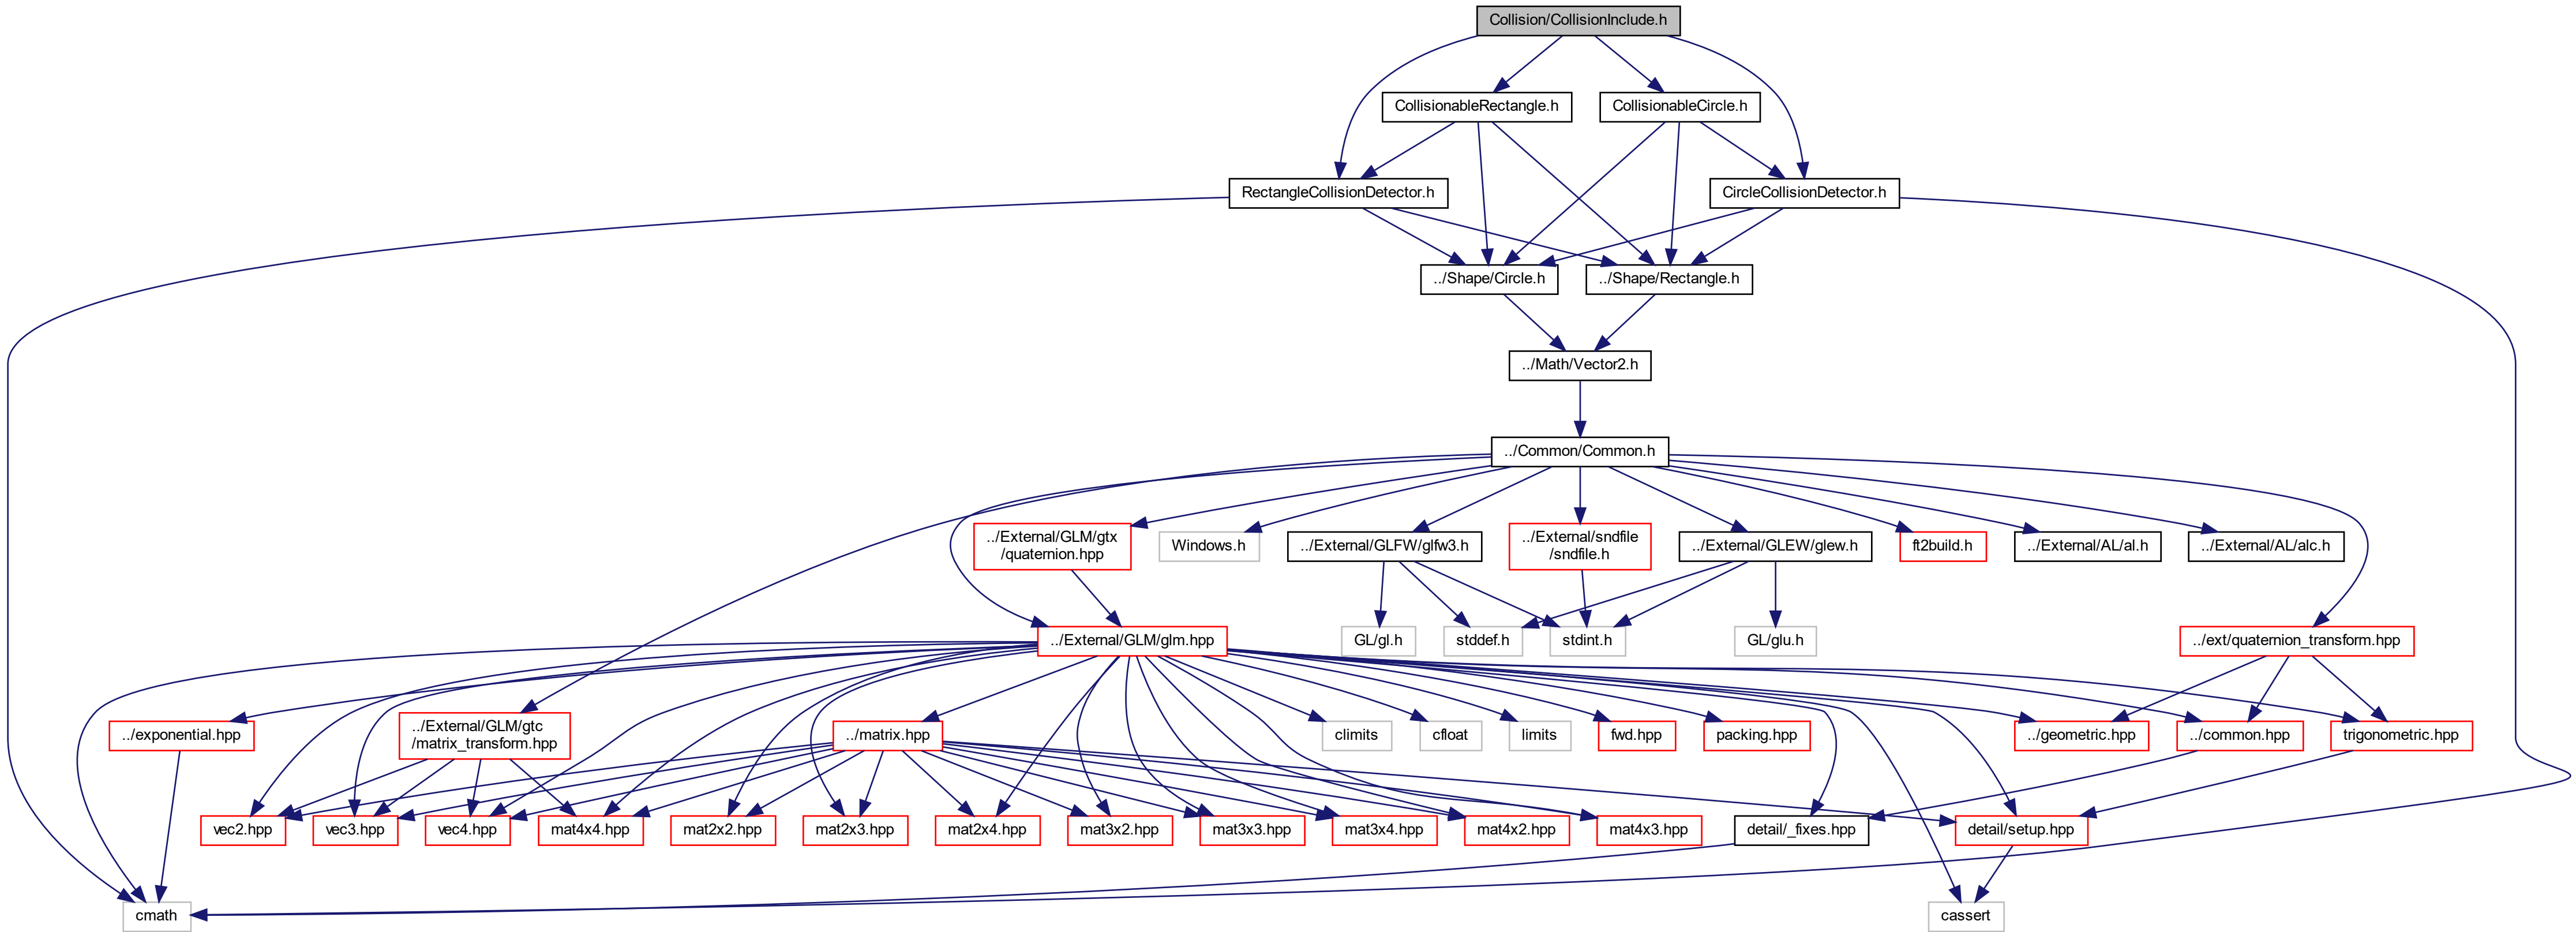 Collision/CollisionInclude.h
CollisionableRectangle.h
CollisionableCircle.h
RectangleCollisionDetector.h
CircleCollisionDetector.h
../Shape/Circle.h
../Shape/Rectangle.h
../Math/Vector2.h
../Common/Common.h
../External/GLM/gtx
/quaternion.hpp
Windows.h
../External/GLFW/glfw3.h
../External/sndfile
/sndfile.h
../External/GLEW/glew.h
ft2build.h
../External/AL/al.h
../External/AL/alc.h
../External/GLM/glm.hpp
GL/gl.h
stddef.h
stdint.h
GL/glu.h
../ext/quaternion_transform.hpp
../exponential.hpp
../External/GLM/gtc
/matrix_transform.hpp
../matrix.hpp
climits
cfloat
limits
fwd.hpp
packing.hpp
../geometric.hpp
../common.hpp
trigonometric.hpp
vec2.hpp
vec3.hpp
vec4.hpp
mat4x4.hpp
mat2x2.hpp
mat2x3.hpp
mat2x4.hpp
mat3x2.hpp
mat3x3.hpp
mat3x4.hpp
mat4x2.hpp
mat4x3.hpp
detail/_fixes.hpp
detail/setup.hpp
cmath
cassert